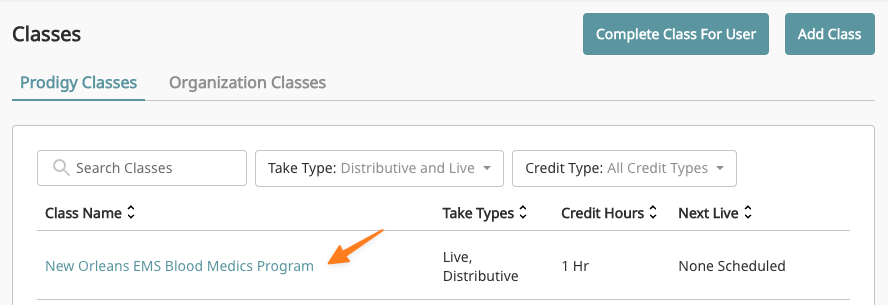 Classes
Complete Class For User
Add Class
Prodigy Classes
Organization Classes
Search Classes
Take Type: Distributive and Live
Credit Type: All Credit Types
Class Name
Take Types
Credit Hours
Next Live
New Orleans EMS Blood Medics Program
Live,
Distributive
1 Hr
None Scheduled